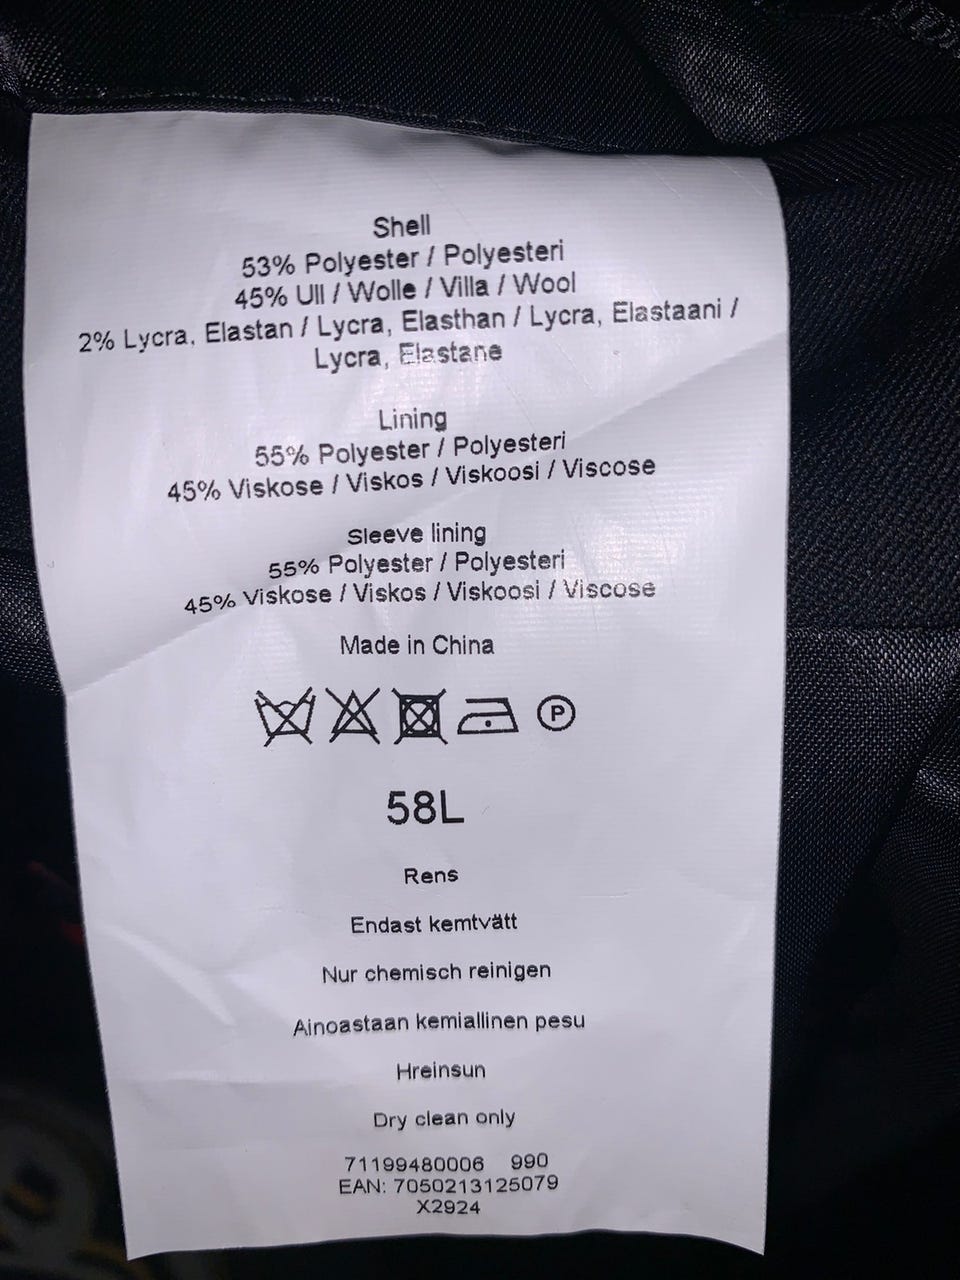 Shell
53% Polyester / Polyesteri
45% Ull / Wolle / Villa / Wool
2% Lycra, Elastan / Lycra, Elasthan / Lycra, Elastaani /
Lycra, Elastane
Lining
55% Polyester / Polyesteri
45% Viskose / Viskos / Viskoosi / Viscose
Sleeve lining
55% Polyester / Polyesteri
45% Viskose / Viskos / Viskoosi / Viscose
Made in China
P
58L
Rens
Endast kemtvätt
Nur chemisch reinigen
Ainoastaan kemiallinen pesu
Hreinsun
Dry clean only
71199480006 990
EAN: 7050213125079
X2924